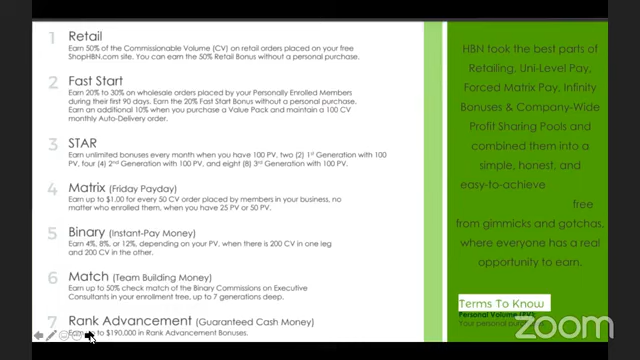 1 Retail
Earn 50% of the Commissionable Volume (CV) on retail orders placed on your free
ShopHBN.com site. You can earn the 50% Retail Bonus without a personal purchase.
2 Fast Start
Earn 20% to 30% on wholesale orders placed by your Personally Enrolled Members
during their first 90 days. Earn the 20% Fast Start Bonus without a personal purchase.
Earn an additional 10% when you purchase a Value Pack and maintain a 100 CV
monthly Auto-Delivery order.
3 STAR
Earn unlimited bonuses every month when you have 100 PV, two (2) 1st Generation with 100
PV, four (4) 2nd Generation with 100 PV, and eight (8) 3rd Generation with 100 PV.
4 Matrix (Friday Payday)
Earn up to $1.00 for every 50 CV order placed by members in your business, no
matter who enrolled them, when you have 25 PV or 50 PV.
5 Binary (Instant-Pay Money)
Earn 4%, 8%, or 12%, depending on your PV, when there is 200 CV in one leg
and 200 CV in the other.
6 Match (Team Building Money)
Earn up to 50% check match of the Binary Commissions on Executive
Consultants in your enrollment tree, up to 7 generations deep.
7 Rank Advancement (Guaranteed Cash Money)
to $190,000 in Rank Advancement Bonuses.
HBN took the best parts of
Retailing, Uni-Level Pay,
Forced Matrix Pay, Infinity
Bonuses & Company-Wide
Profit Sharing Pools and
combined them into a
simple, honest, and
easy-to-achieve
free
from gimmicks and gotchas,
where everyone has a real
opportunity to earn.
Terms To Know
Personal Volume (PV):
Your personal
zoom